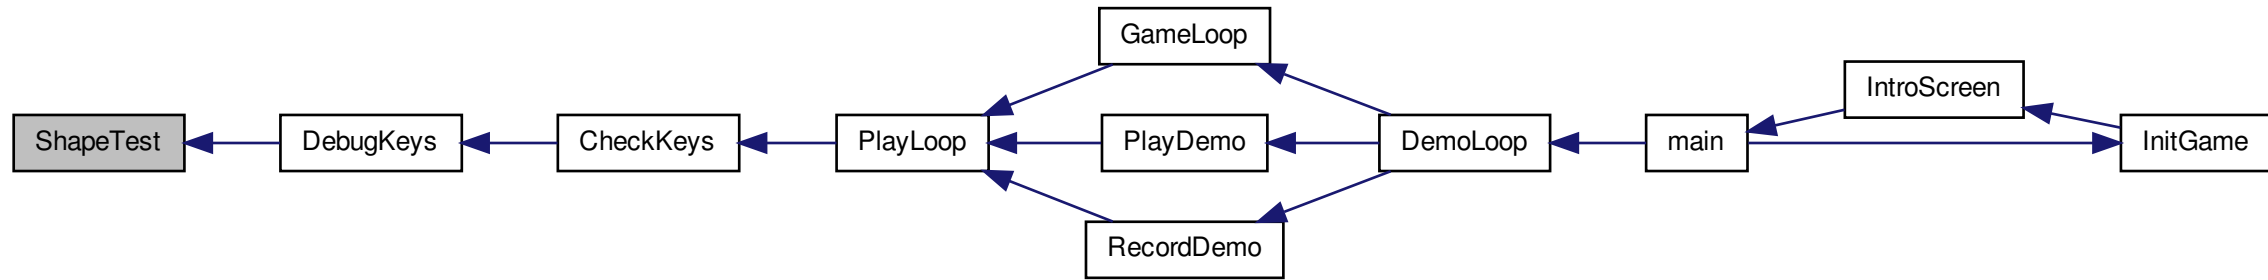 ShapeTest
DebugKeys
CheckKeys
PlayLoop
GameLoop
PlayDemo
RecordDemo
DemoLoop
main
IntroScreen
InitGame